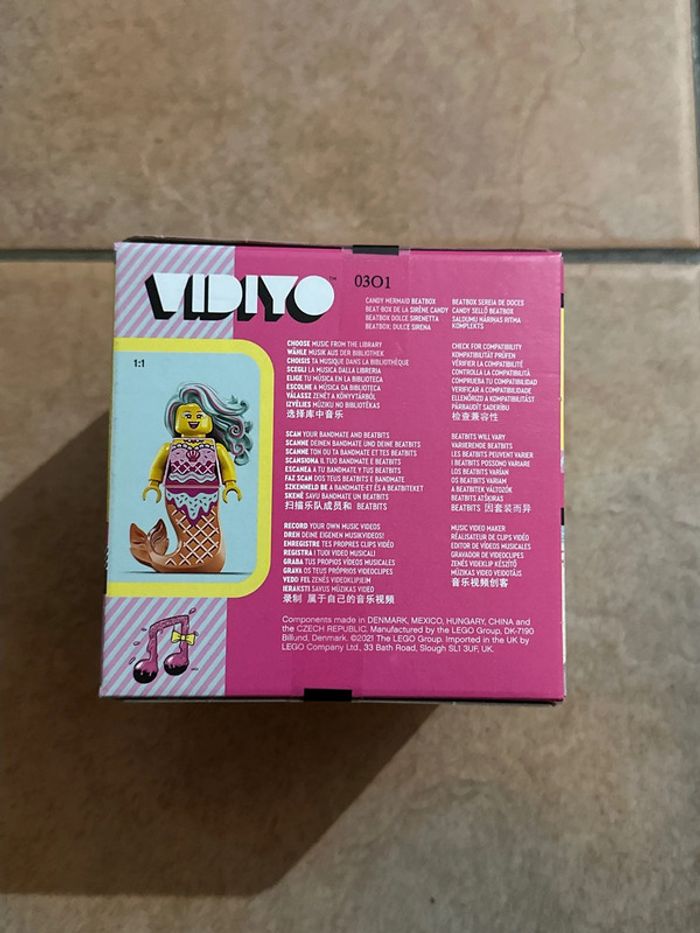 VIDIYO™
0301
CANDY MERMAID BEATBOX
BEAT-BOX DE LA SIRÈNE CANDY
BEATBOX DOLCE SIRENETTA
BEATBOX: DULCE SIRENA
BEATBOX SEREIA DE DOCES
CANDY SELLŐ BEATBOX
SALDUMU NĀRIŅAS RITMA
KOMPLEKTS
1:1
CHOOSE MUSIC FROM THE LIBRARY
WÄHLE MUSIK AUS DER BIBLIOTHEK
CHOISIS TA MUSIQUE DANS LA BIBLIOTHÈQUE
SCEGLI LA MUSICA DALLA LIBRERIA
ELIGE TU MÚSICA EN LA BIBLIOTECA
ESCOLHE A MÚSICA DA BIBLIOTECA
VÁLASSZ ZENÉT A KÖNYVTÁRBÓL
IZVĒLIES MŪZIKU NO BIBLIOTĒKAS
选择库中音乐
CHECK FOR COMPATIBILITY
KOMPATIBILITÄT PRÜFEN
VÉRIFIER LA COMPATIBILITÉ
CONTROLLA LA COMPATIBILITÀ
COMPRUEBA TU COMPATIBILIDAD
VERIFICAR A COMPATIBILIDADE
ELLENŐRIZD A KOMPATIBILITÁST
PĀRBAUDĪT SADERĪBU
检查兼容性
SCAN YOUR BANDMATE AND BEATBITS
SCANNE DEINEN BANDMATE UND DEINE BEATBITS
SCANNE TON OU TA BANDMATE ET TES BEATBITS
SCANSIONA IL TUO BANDMATE E BEATBITS
ESCANEA A TU BANDMATE Y TUS BEATBITS
FAZ SCAN DOS TEUS BEATBITS E BANDMATE
SZKENNELD BE A BANDMATE-ET ÉS A BEATBITEKET
SKENĒ SAVU BANDMATE UN BEATBITS
扫描乐队成员和 BEATBITS
BEATBITS WILL VARY
VARIIERENDE BEATBITS
LES BEATBITS PEUVENT VARIER
I BEATBITS POSSONO VARIARE
LOS BEATBITS VARÍAN
OS BEATBITS VARIAM
A BEATBITEK VÁLTOZÓK
BEATBITS ATŠĶIRAS
BEATBITS 因套装而异
RECORD YOUR OWN MUSIC VIDEOS
DREH DEINE EIGENEN MUSIKVIDEOS!
ENREGISTRE TES PROPRES CLIPS VIDÉO
REGISTRA I TUOI VIDEO MUSICALI
GRABA TUS PROPIOS VÍDEOS MUSICALES
GRAVA OS TEUS PRÓPRIOS VIDEOCLIPES
VEDD FEL ZENÉS VIDEOKLIPJEIM
IERAKSTI SAVUS MŪZIKAS VIDEO
录制 属于自己的音乐视频
MUSIC VIDEO MAKER
RÉALISATEUR DE CLIPS VIDÉO
EDITOR DE VÍDEOS MUSICALES
GRAVADOR DE VIDEOCLIPES
ZENÉS VIDEKLIP KÉSZÍTŐ
MŪZIKAS VIDEO VEIDOTĀJS
音乐视频创客
Components made in DENMARK, MEXICO, HUNGARY, CHINA and
the CZECH REPUBLIC. Manufactured by the LEGO Group, DK-7190
Billund, Denmark. ©2021 The LEGO Group. Imported in the UK by
LEGO Company Ltd., 33 Bath Road, Slough SL1 3UF, UK.